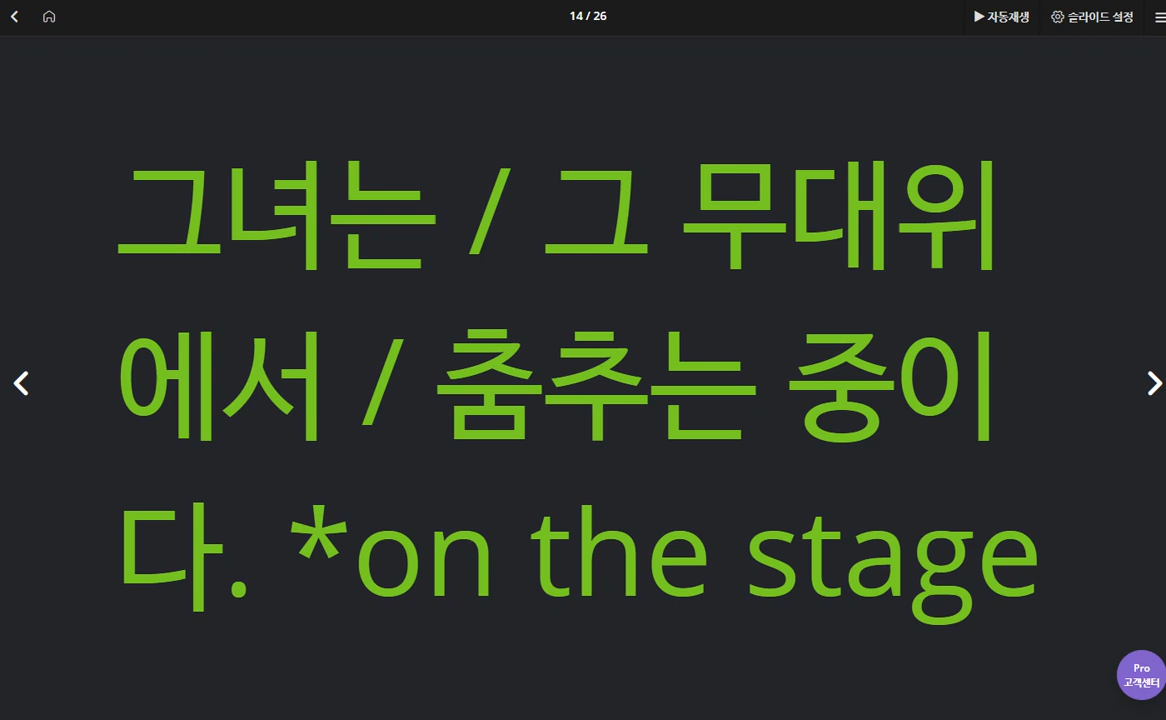 14 / 26
▶ 자동재생
슬라이드 설정
그녀는 / 그 무대위
에서 / 춤추는 중이
다. *on the stage
Pro
고객센터